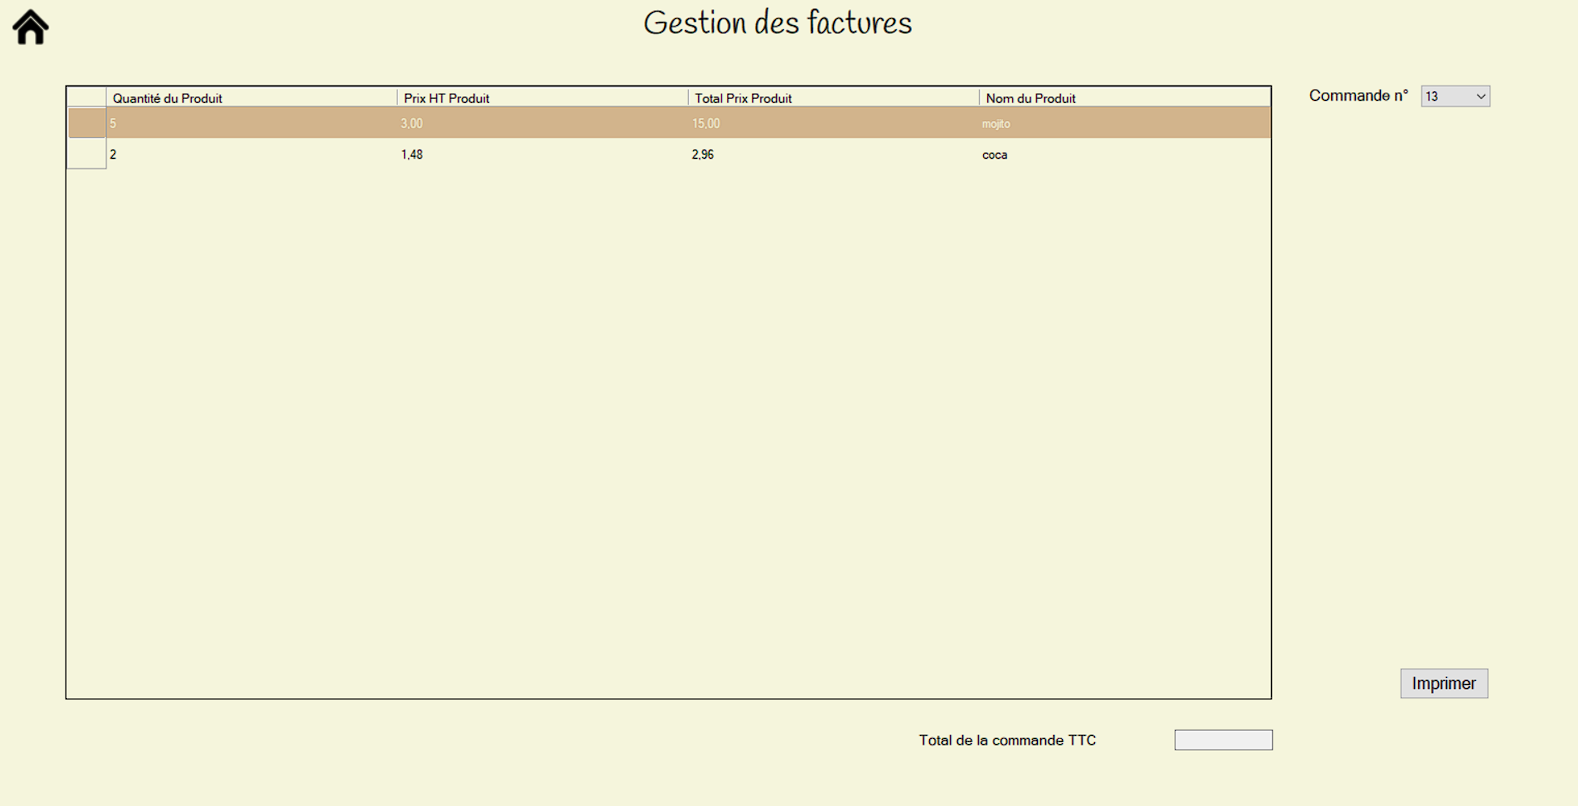 Gestion des factures
Quantité du Produit Prix HT Produit Total Prix Produit Nom du Produit
5 3,00 15,00 mojito
2 1,48 2,96 coca
Commande n° 13
Imprimer
Total de la commande TTC